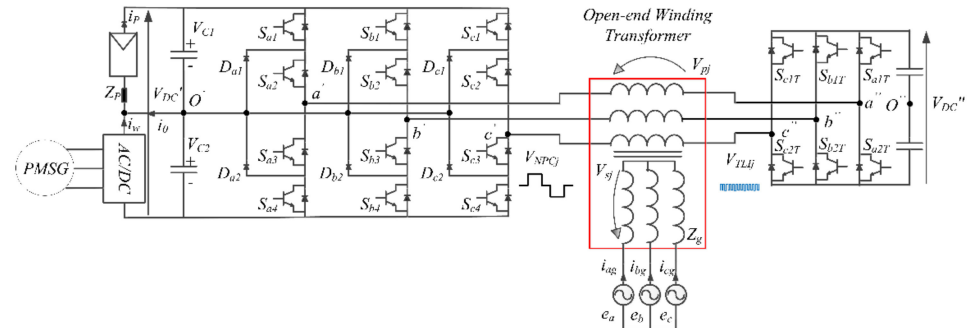 Open-end Winding
Transformer
i_P
V_C1
+
-
S_a1
S_b1
S_c1
D_a1
D_b1
D_c1
S_a2
S_b2
S_c2
Z_P
V_DC'
O'
a'
b'
c'
i_w
i_0
V_C2
+
-
PMSG
AC/DC
S_a3
S_b3
S_c3
D_a2
D_b2
D_c2
S_a4
S_b4
S_c4
V_pj
V_NPCj
V_sj
V_TLIj
Z_g
i_ag
i_bg
i_cg
e_a
e_b
e_c
S_c1T
S_b1T
S_a1T
a''
b''
c''
O''
V_DC''
S_c2T
S_b2T
S_a2T